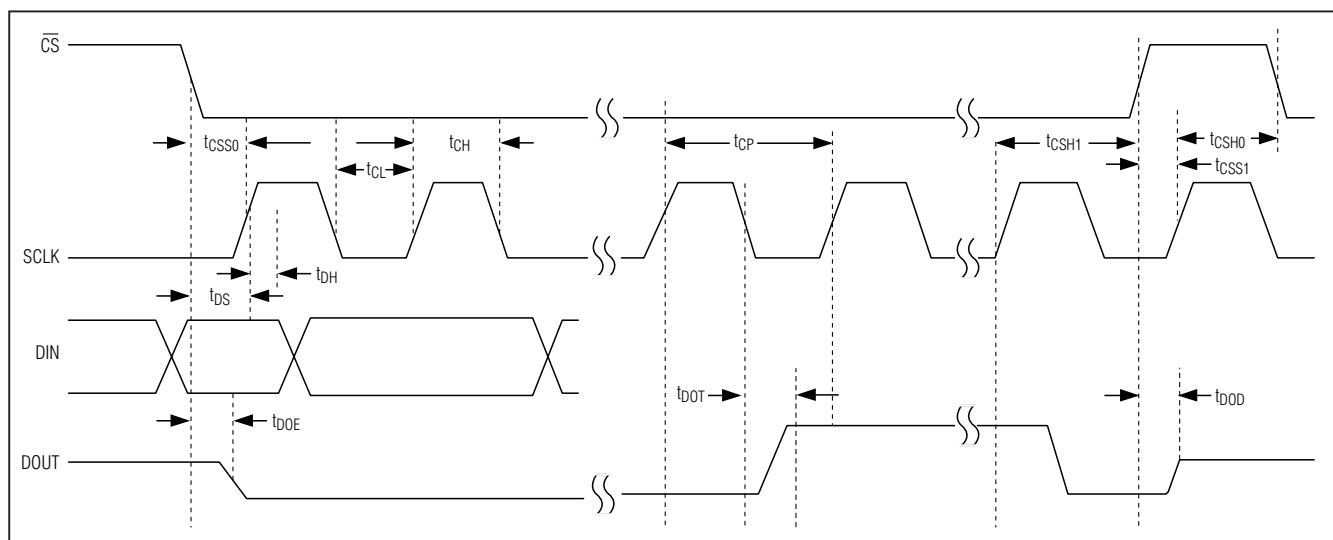 CS
tCSS0
tCL
tCH
tCP
tCSH1
tCSH0
tCSS1
SCLK
tDH
tDS
DIN
tDOT
tDOD
tDOE
DOUT